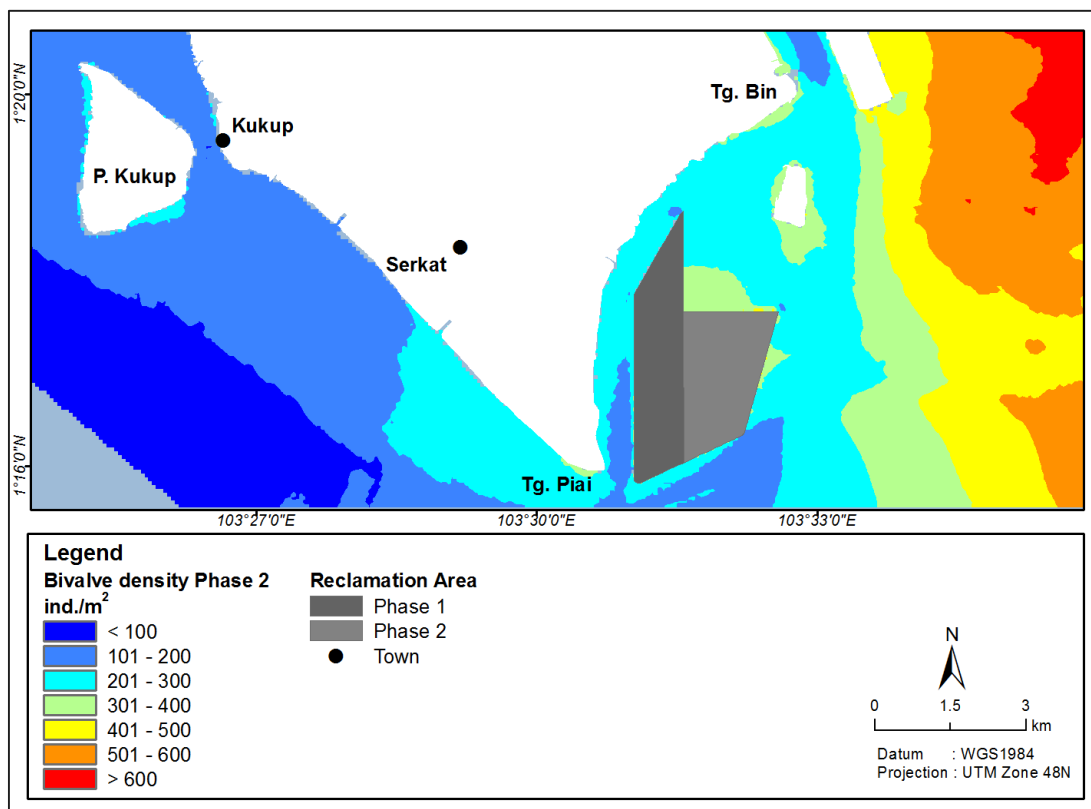 1°20'0"N
1°16'0"N
Kukup
P. Kukup
Serkat
Tg. Bin
Tg. Piai
103°27'0"E
103°30'0"E
103°33'0"E
Legend
Bivalve density Phase 2
ind./m²
< 100
101 - 200
201 - 300
301 - 400
401 - 500
501 - 600
> 600
Reclamation Area
Phase 1
Phase 2
Town
N
0 1.5 3
km
Datum : WGS1984
Projection : UTM Zone 48N